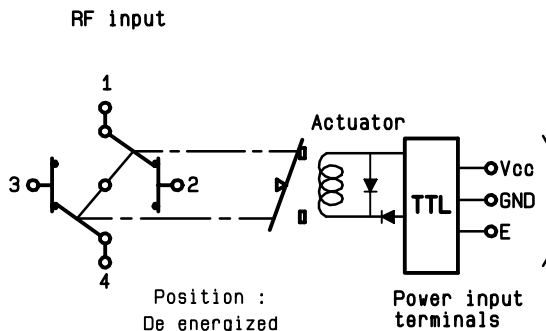 RF input
1
Actuator
3
2
TTL
Vcc
GND
E
4
Position :
De energized
Power input
terminals